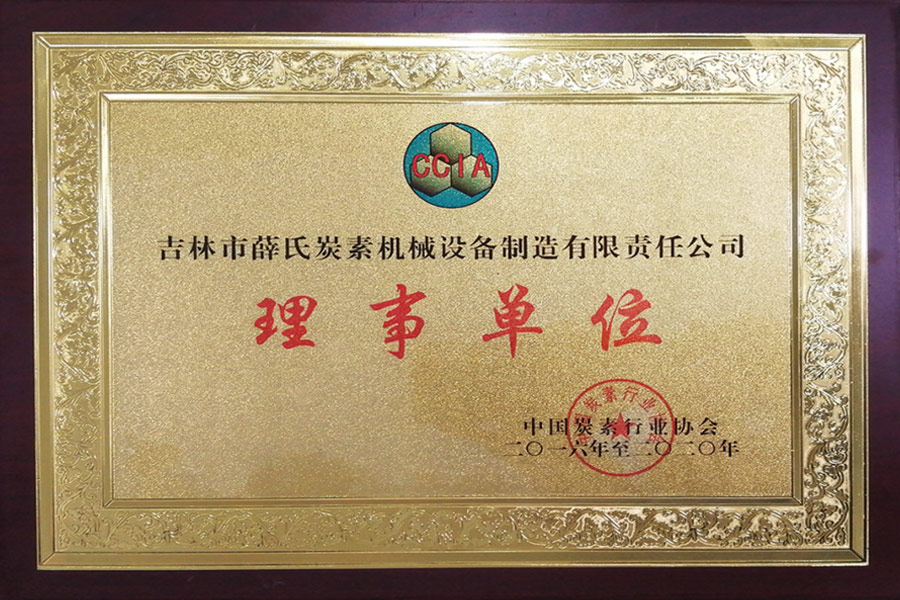 CCIA
吉林市薛氏炭素机械设备制造有限责任公司
理事单位
中国炭素行业协会
二〇一六年至二〇二〇年